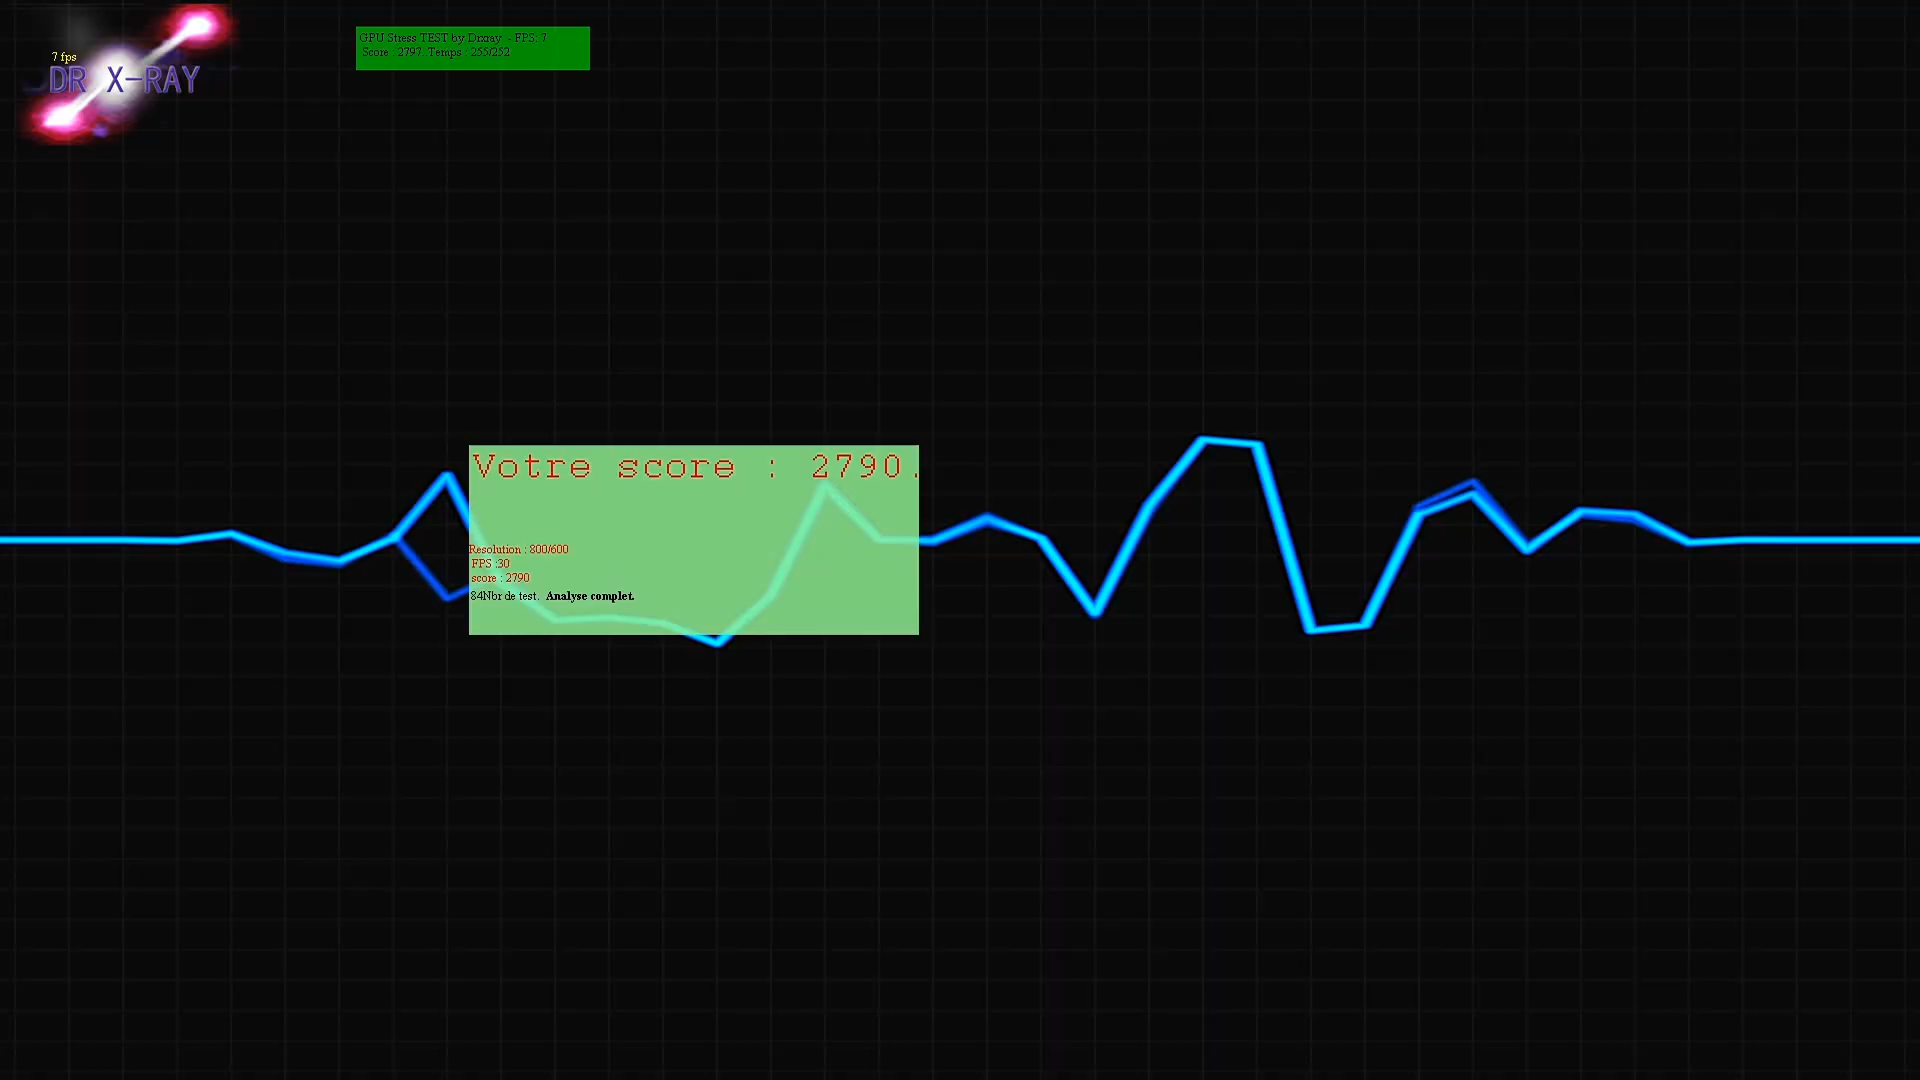 7 fps
DR X-RAY
GPU Stress TEST by Drxray - FPS: 7
Score : 2797 Temps : 255/252
Votre score : 2790.
Resolution : 800/600
FPS :30
score : 2790
84Nbr de test. Analyse complet.